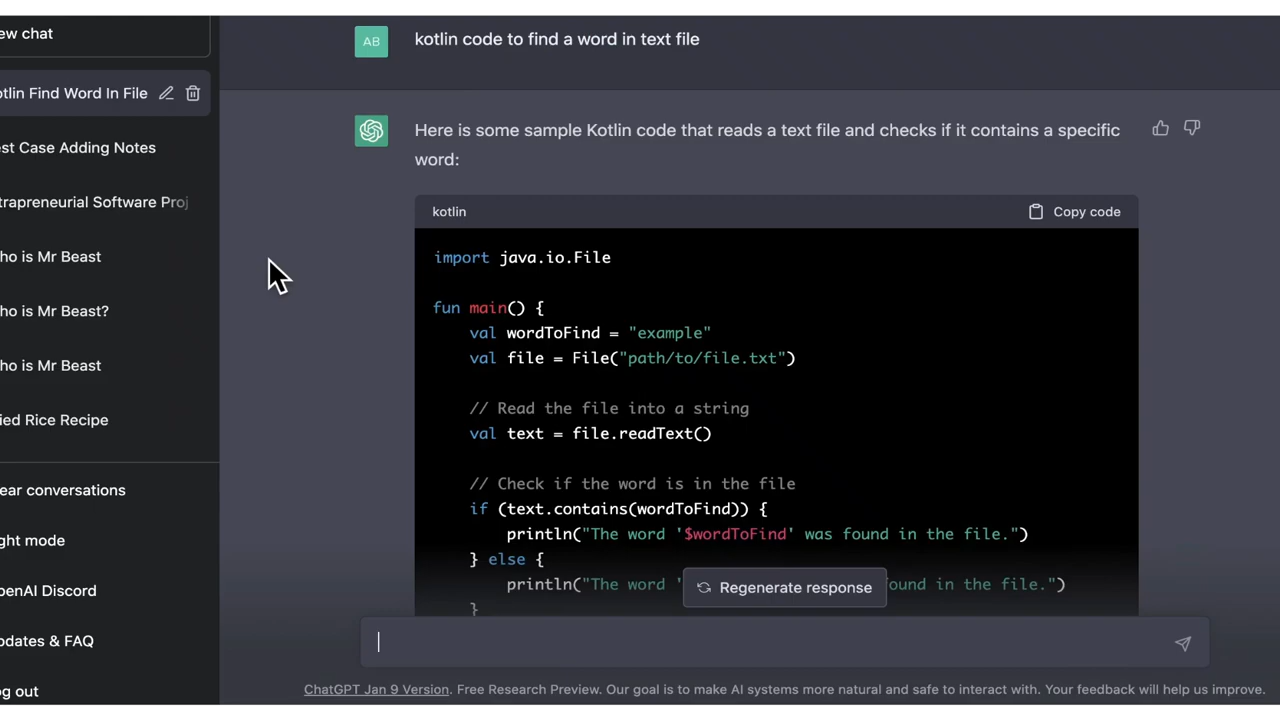 ew chat
otlin Find Word In File
est Case Adding Notes
trapreneurial Software Proj
ho is Mr Beast
ho is Mr Beast?
ho is Mr Beast
ied Rice Recipe
ear conversations
ght mode
penAI Discord
pdates & FAQ
g out
AB
kotlin code to find a word in text file
Here is some sample Kotlin code that reads a text file and checks if it contains a specific
word:
kotlin
Copy code
import java.io.File
fun main() {
    val wordToFind = "example"
    val file = File("path/to/file.txt")
    // Read the file into a string
    val text = file.readText()
    // Check if the word is in the file
    if (text.contains(wordToFind)) {
        println("The word '$wordToFind' was found in the file.")
    } else {
        println("The word ' ound in the file.")
    }
Regenerate response
ChatGPT Jan 9 Version. Free Research Preview. Our goal is to make AI systems more natural and safe to interact with. Your feedback will help us improve.